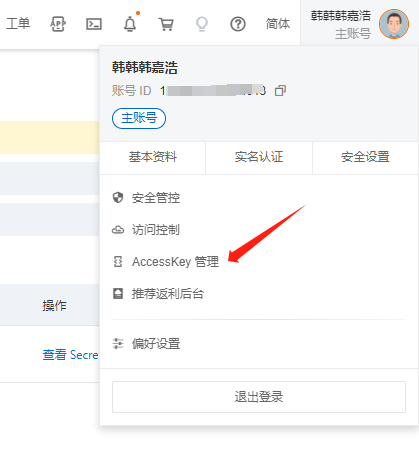 工单
简体
韩韩韩嘉浩
主账号
韩韩韩嘉浩
账号 ID
主账号
基本资料
实名认证
安全设置
安全管控
访问控制
AccessKey 管理
推荐返利后台
操作
偏好设置
查看 Secre
退出登录